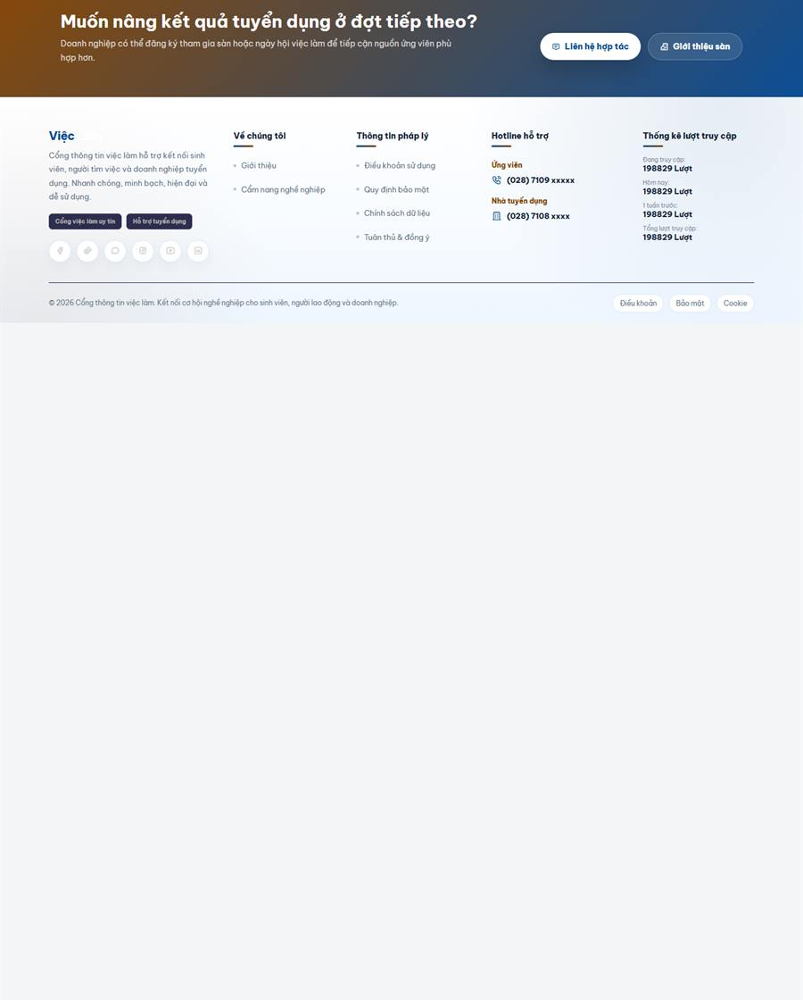 Muốn nâng kết quả tuyển dụng ở đợt tiếp theo?
Doanh nghiệp có thể đăng ký tham gia sàn hoặc ngày hội việc làm để tiếp cận nguồn ứng viên phù
hợp hơn.
Liên hệ hợp tác
Giới thiệu sàn
Việc
Cổng thông tin việc làm hỗ trợ kết nối sinh
viên, người tìm việc và doanh nghiệp tuyển
dụng. Nhanh chóng, minh bạch, hiện đại và
dễ sử dụng.
Cổng việc làm uy tín
Hỗ trợ tuyển dụng
Về chúng tôi
Giới thiệu
Cẩm nang nghề nghiệp
Thông tin pháp lý
Điều khoản sử dụng
Quy định bảo mật
Chính sách dữ liệu
Tuân thủ & đồng ý
Hotline hỗ trợ
Ứng viên
(028) 7109 xxxxx
Nhà tuyển dụng
(028) 7108 xxxx
Thống kê lượt truy cập
Đang truy cập:
198829 Lượt
Hôm nay:
198829 Lượt
1 tuần trước:
198829 Lượt
Tổng lượt truy cập:
198829 Lượt
© 2026 Cổng thông tin việc làm. Kết nối cơ hội nghề nghiệp cho sinh viên, người lao động và doanh nghiệp.
Điều khoản
Bảo mật
Cookie